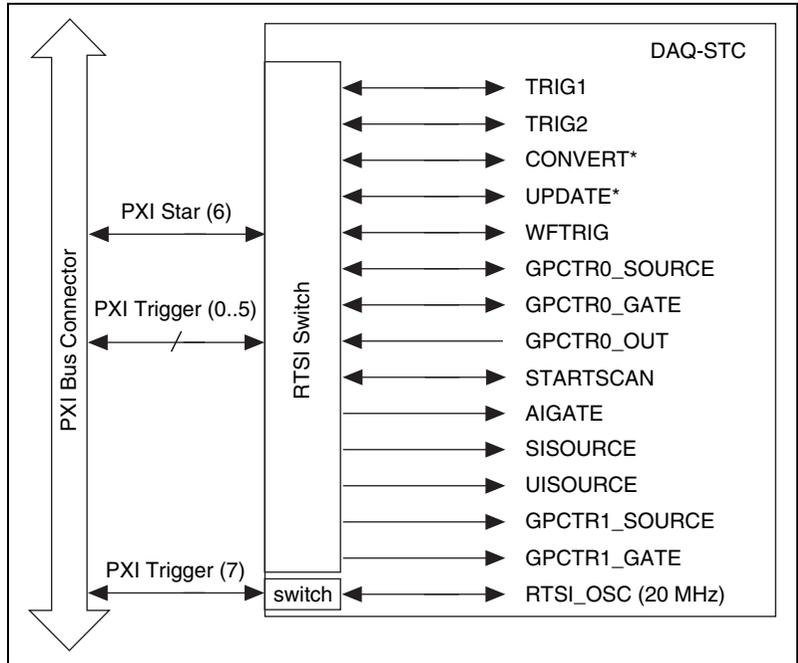 DAQ-STC
TRIG1
TRIG2
CONVERT*
UPDATE*
PXI Star (6)
WFTRIG
GPCTR0_SOURCE
PXI Trigger (0..5)
GPCTR0_GATE
PXI Bus Connector
RTSI Switch
GPCTR0_OUT
STARTSCAN
AIGATE
SISOURCE
UISOURCE
GPCTR1_SOURCE
GPCTR1_GATE
PXI Trigger (7)
switch
RTSI_OSC (20 MHz)